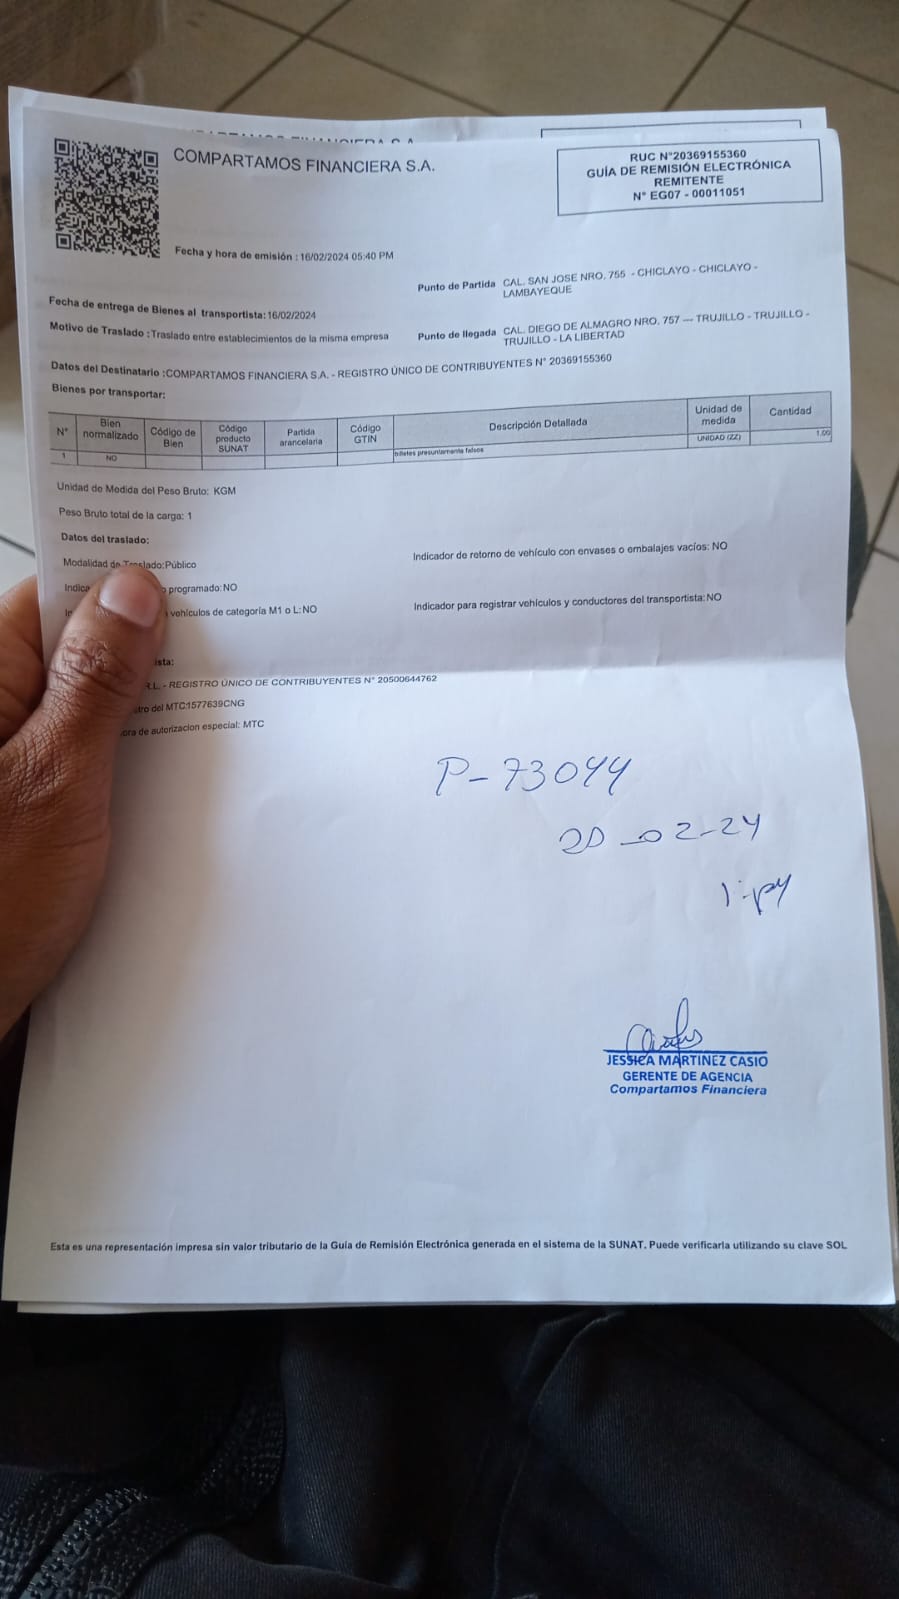 COMPARTAMOS FINANCIERA S.A.
RUC N°20369155360
GUÍA DE REMISIÓN ELECTRÓNICA
REMITENTE
N° EG07 - 00011051
Fecha y hora de emisión : 16/02/2024 05:40 PM
Punto de Partida CAL. SAN JOSE NRO. 755 - CHICLAYO - CHICLAYO -
LAMBAYEQUE
Fecha de entrega de Bienes al transportista:16/02/2024
Motivo de Traslado :Traslado entre establecimientos de la misma empresa
Punto de llegada CAL. DIEGO DE ALMAGRO NRO. 757 --- TRUJILLO - TRUJILLO -
TRUJILLO - LA LIBERTAD
Datos del Destinatario :COMPARTAMOS FINANCIERA S.A. - REGISTRO ÚNICO DE CONTRIBUYENTES N° 20369155360
Bienes por transportar:
N° Bien normalizado Código de Bien Código producto SUNAT Partida arancelaria Código GTIN Descripción Detallada Unidad de medida Cantidad
1 NO billetes presuntamente falsos UNIDAD (ZZ) 1.00
Unidad de Medida del Peso Bruto: KGM
Peso Bruto total de la carga: 1
Datos del traslado:
Modalidad de Traslado:Público
Indicador de retorno de vehículo con envases o embalajes vacíos: NO
programado:NO
vehículos de categoría M1 o L:NO
Indicador para registrar vehículos y conductores del transportista:NO
ista:
R.L. - REGISTRO ÚNICO DE CONTRIBUYENTES N° 20500644762
tro del MTC:1577639CNG
ora de autorizacion especial: MTC
P-73044
20-02-24
JESSICA MARTINEZ CASIO
GERENTE DE AGENCIA
Compartamos Financiera
Esta es una representación impresa sin valor tributario de la Guía de Remisión Electrónica generada en el sistema de la SUNAT. Puede verificarla utilizando su clave SOL